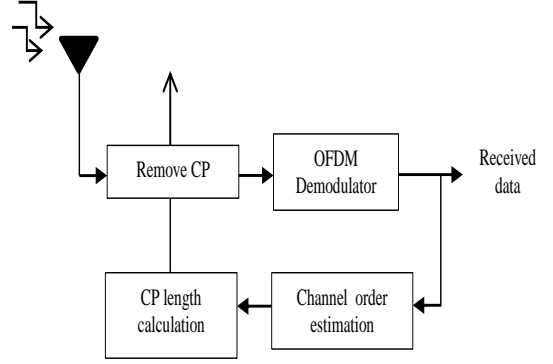 Remove CP
OFDM
Demodulator
Received
data
CP length
calculation
Channel order
estimation